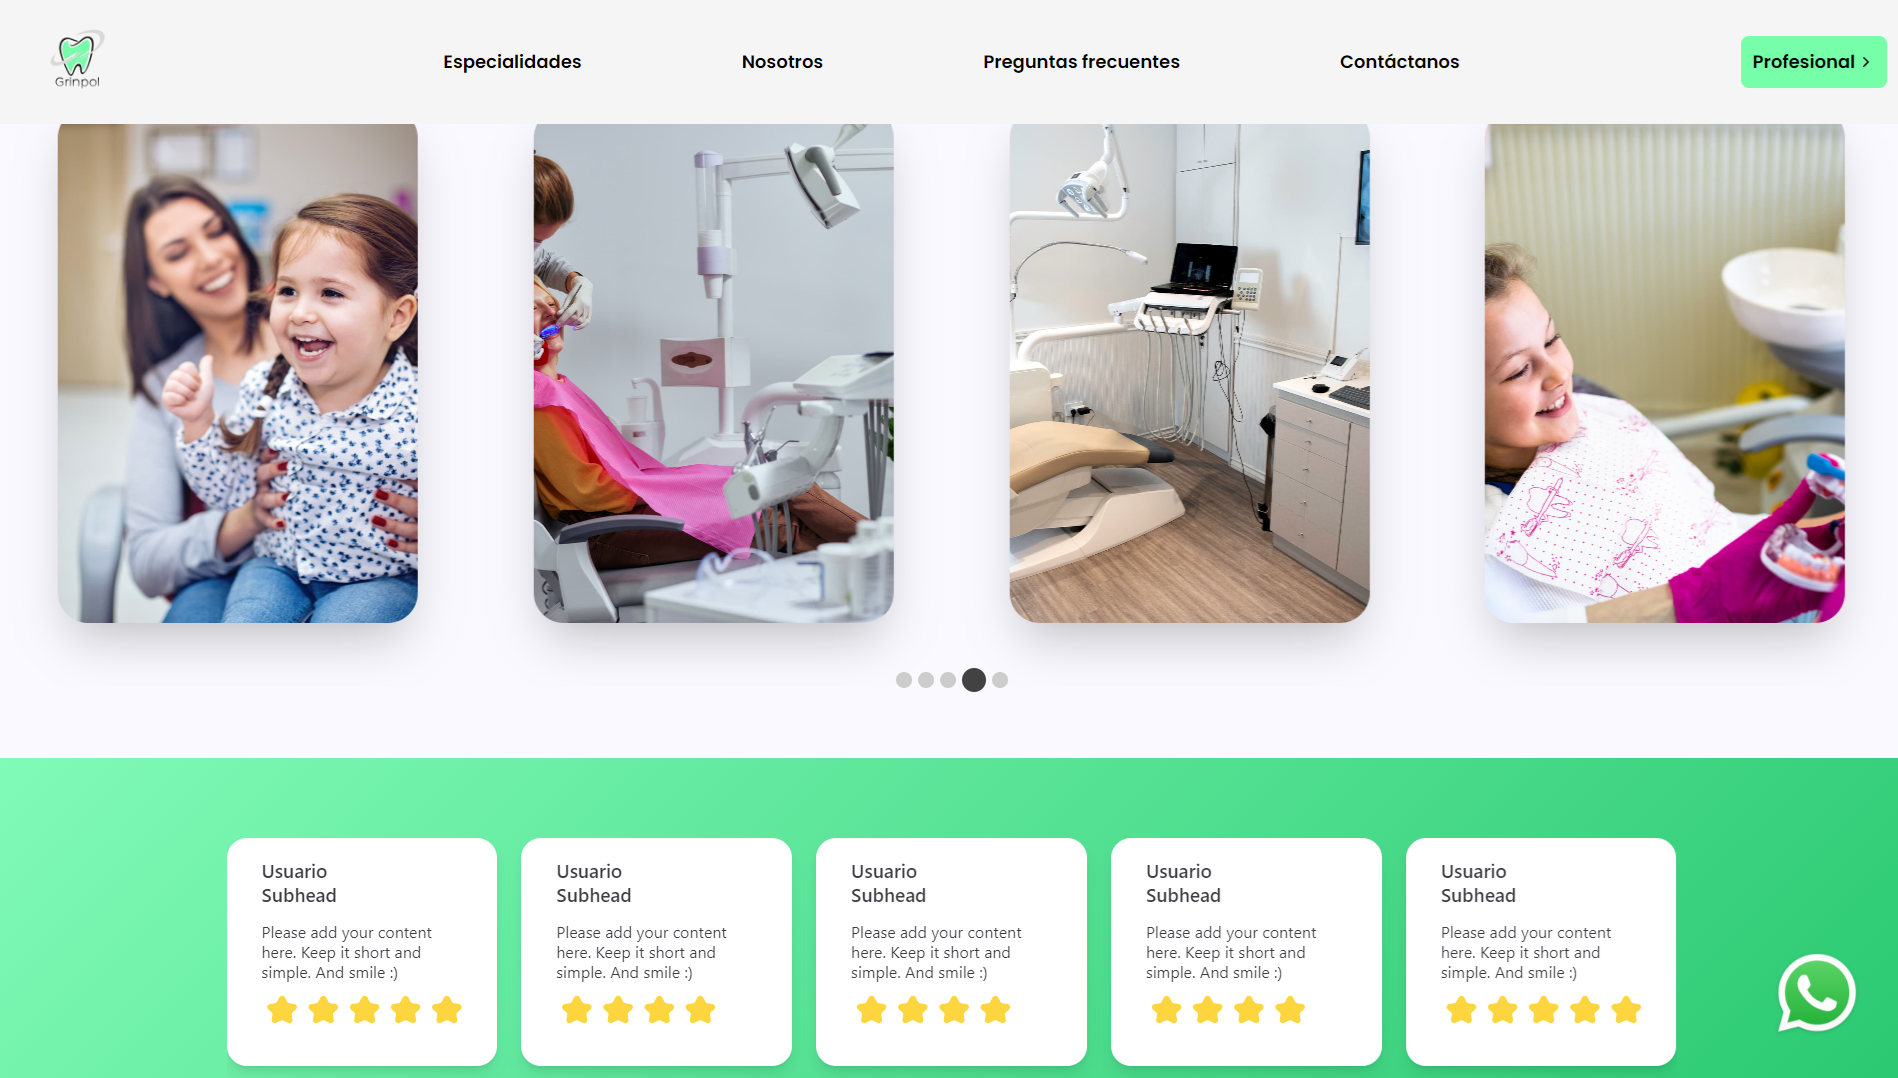 Grinpol
Especialidades
Nosotros
Preguntas frecuentes
Contáctanos
Profesional
Usuario
Subhead
Please add your content
here. Keep it short and
simple. And smile :)
Usuario
Subhead
Please add your content
here. Keep it short and
simple. And smile :)
Usuario
Subhead
Please add your content
here. Keep it short and
simple. And smile :)
Usuario
Subhead
Please add your content
here. Keep it short and
simple. And smile :)
Usuario
Subhead
Please add your content
here. Keep it short and
simple. And smile :)